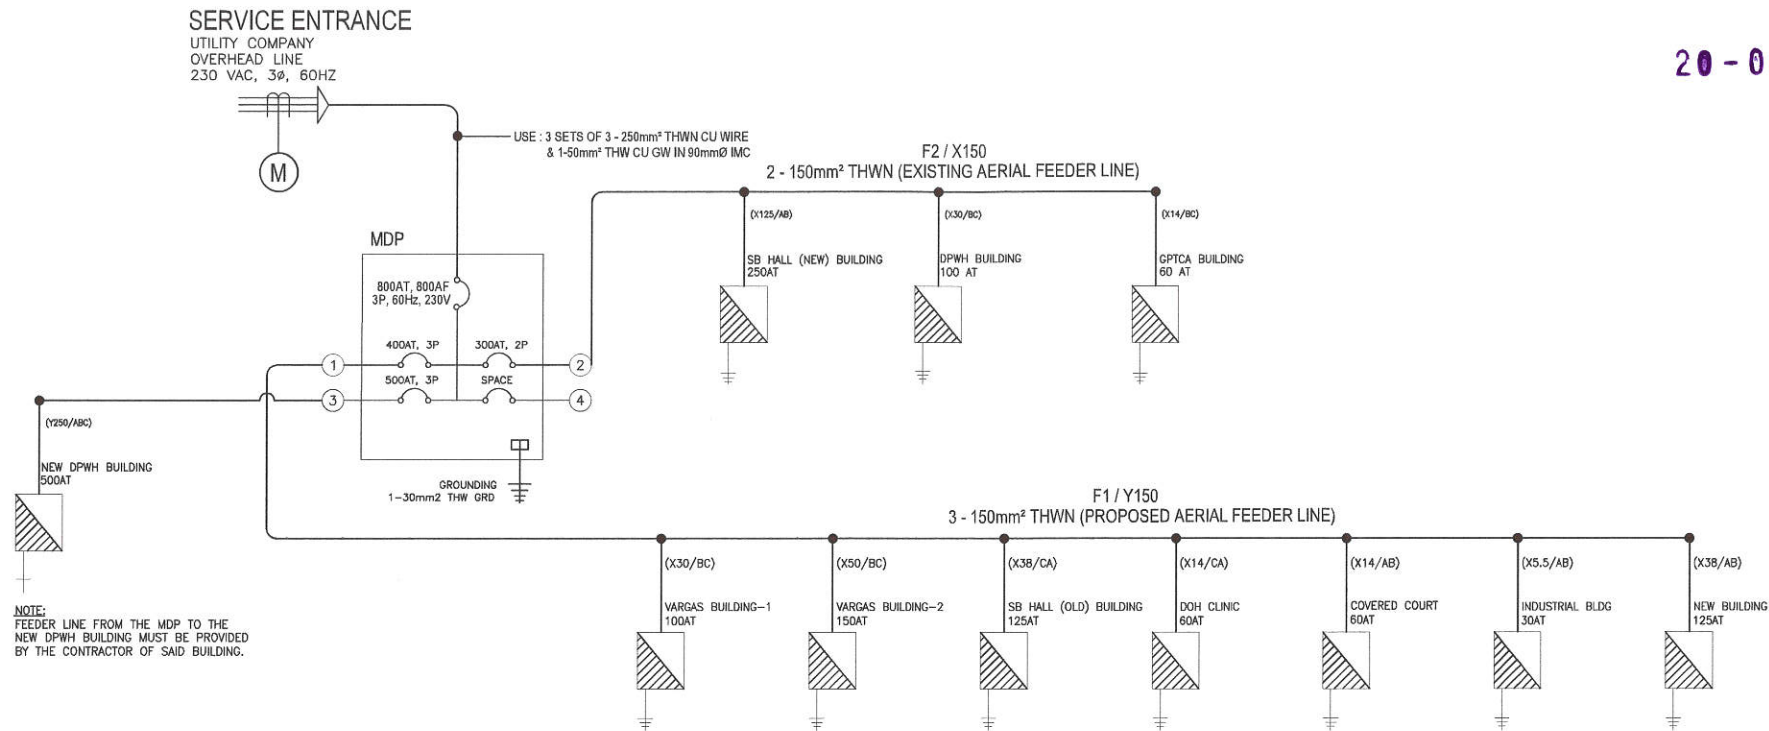 SERVICE ENTRANCE
UTILITY COMPANY
OVERHEAD LINE
230 VAC, 3ø, 60HZ
20-0
M
USE : 3 SETS OF 3 - 250mm² THWN CU WIRE
& 1-50mm² THW CU GW IN 90mmØ IMC
F2 / X150
2 - 150mm² THWN (EXISTING AERIAL FEEDER LINE)
(X125/AB)
(X30/BC)
(X14/BC)
SB HALL (NEW) BUILDING
250AT
DPWH BUILDING
100 AT
GPTCA BUILDING
60 AT
MDP
800AT, 800AF
3P, 60Hz, 230V
400AT, 3P
300AT, 2P
1
2
500AT, 3P
SPACE
3
4
GROUNDING
1-30mm2 THW GRD
(Y250/ABC)
NEW DPWH BUILDING
500AT
NOTE:
FEEDER LINE FROM THE MDP TO THE
NEW DPWH BUILDING MUST BE PROVIDED
BY THE CONTRACTOR OF SAID BUILDING.
F1 / Y150
3 - 150mm² THWN (PROPOSED AERIAL FEEDER LINE)
(X30/BC)
(X50/BC)
(X38/CA)
(X14/CA)
(X14/AB)
(X5.5/AB)
(X38/AB)
VARGAS BUILDING-1
100AT
VARGAS BUILDING-2
150AT
SB HALL (OLD) BUILDING
125AT
DOH CLINIC
60AT
COVERED COURT
60AT
INDUSTRIAL BLDG
30AT
NEW BUILDING
125AT